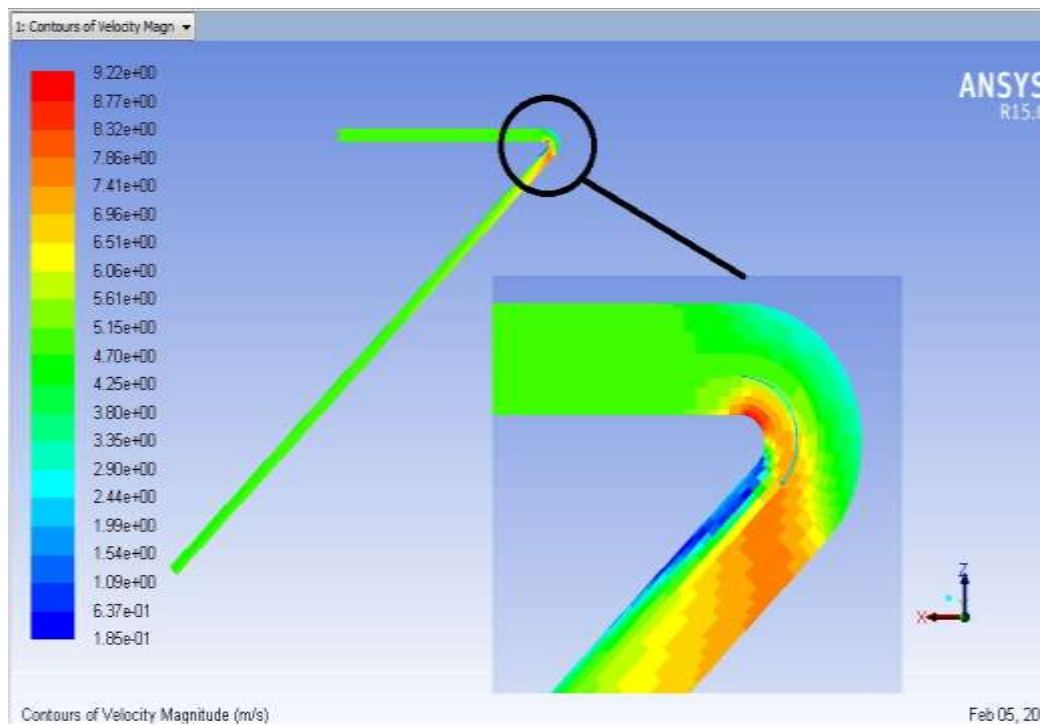 1: Contours of Velocity Magn
9.22e+00
8.77e+00
8.32e+00
7.86e+00
7.41e+00
6.96e+00
6.51e+00
6.06e+00
5.61e+00
5.15e+00
4.70e+00
4.25e+00
3.80e+00
3.35e+00
2.90e+00
2.44e+00
1.99e+00
1.54e+00
1.09e+00
6.37e-01
1.85e-01
ANSYS
R15.
Z
X
Contours of Velocity Magnitude (m/s)
Feb 05, 20